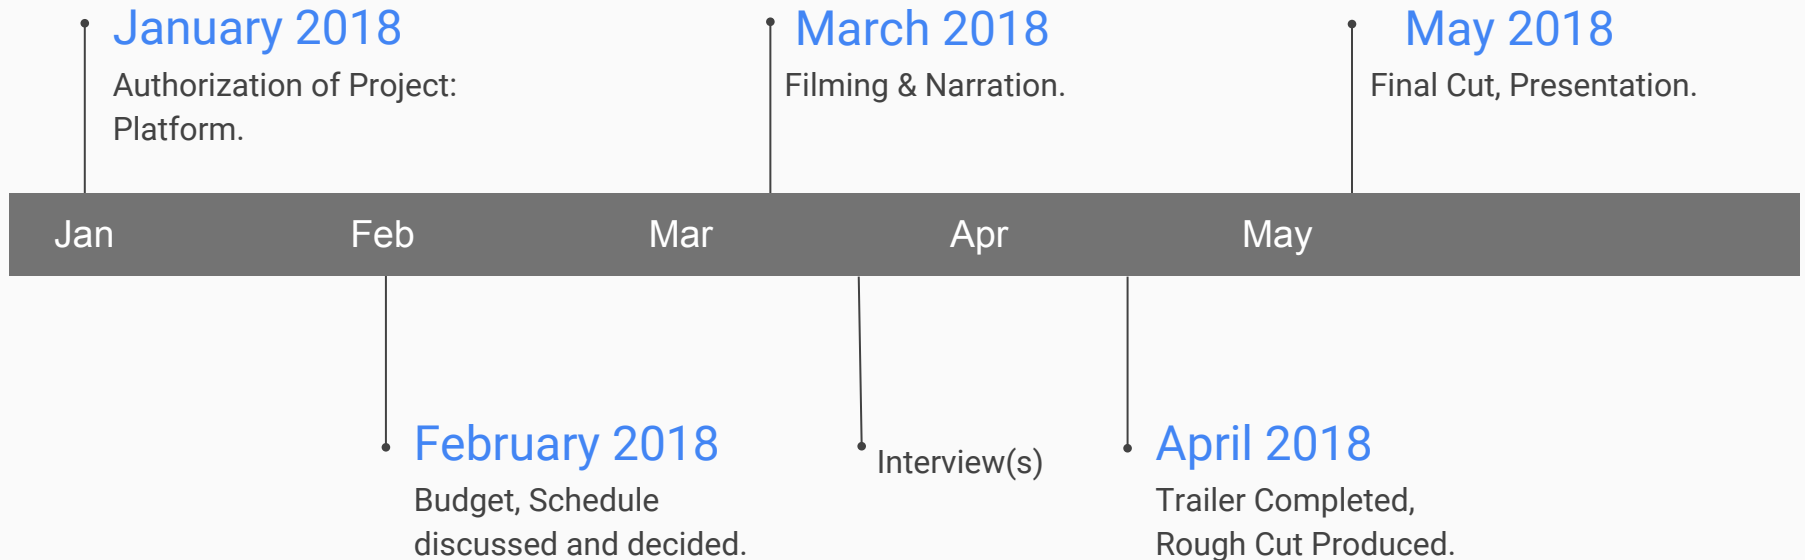 January 2018
Authorization of Project:
Platform.
March 2018
Filming & Narration.
May 2018
Final Cut, Presentation.
Jan
Feb
Mar
Apr
May
February 2018
Budget, Schedule
discussed and decided.
Interview(s)
April 2018
Trailer Completed,
Rough Cut Produced.